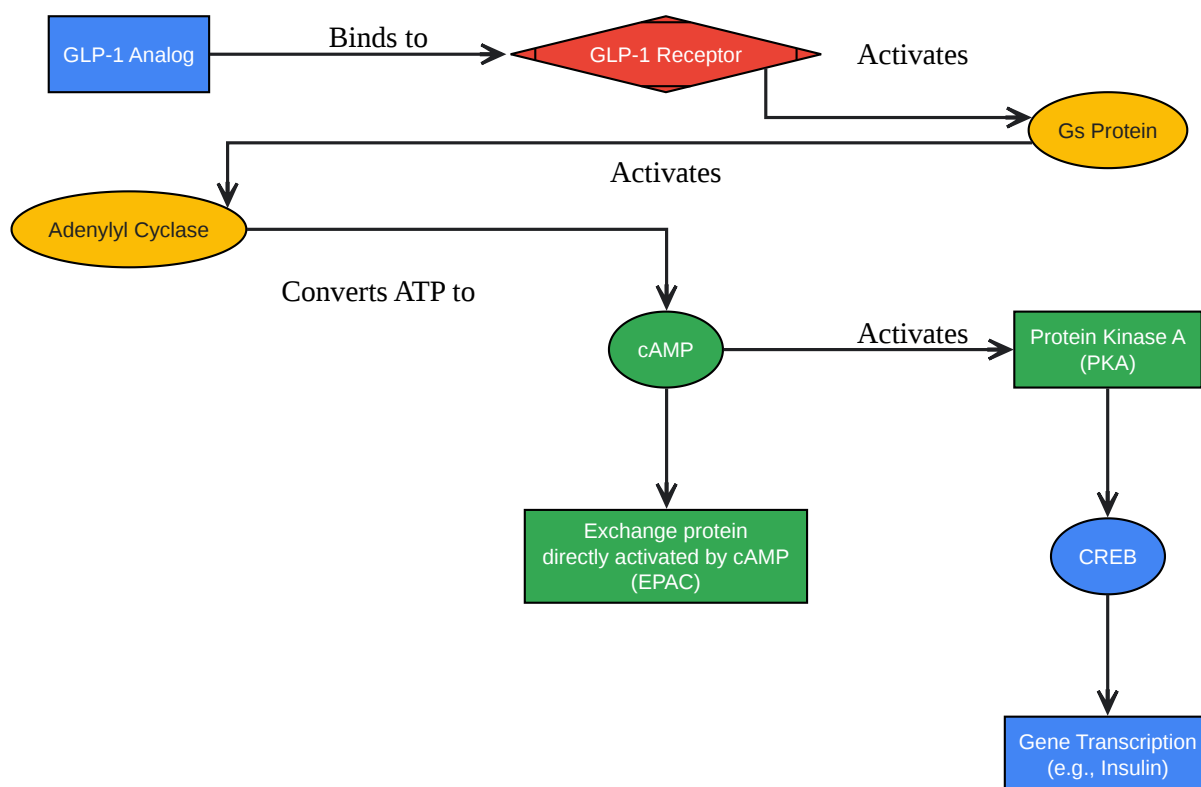 GLP-1 Analog
Binds to
GLP-1 Receptor
Activates
Gs Protein
Activates
Adenylyl Cyclase
Converts ATP to
cAMP
Activates
Protein Kinase A
(PKA)
Exchange protein
directly activated by cAMP
(EPAC)
CREB
Gene Transcription
(e.g., Insulin)